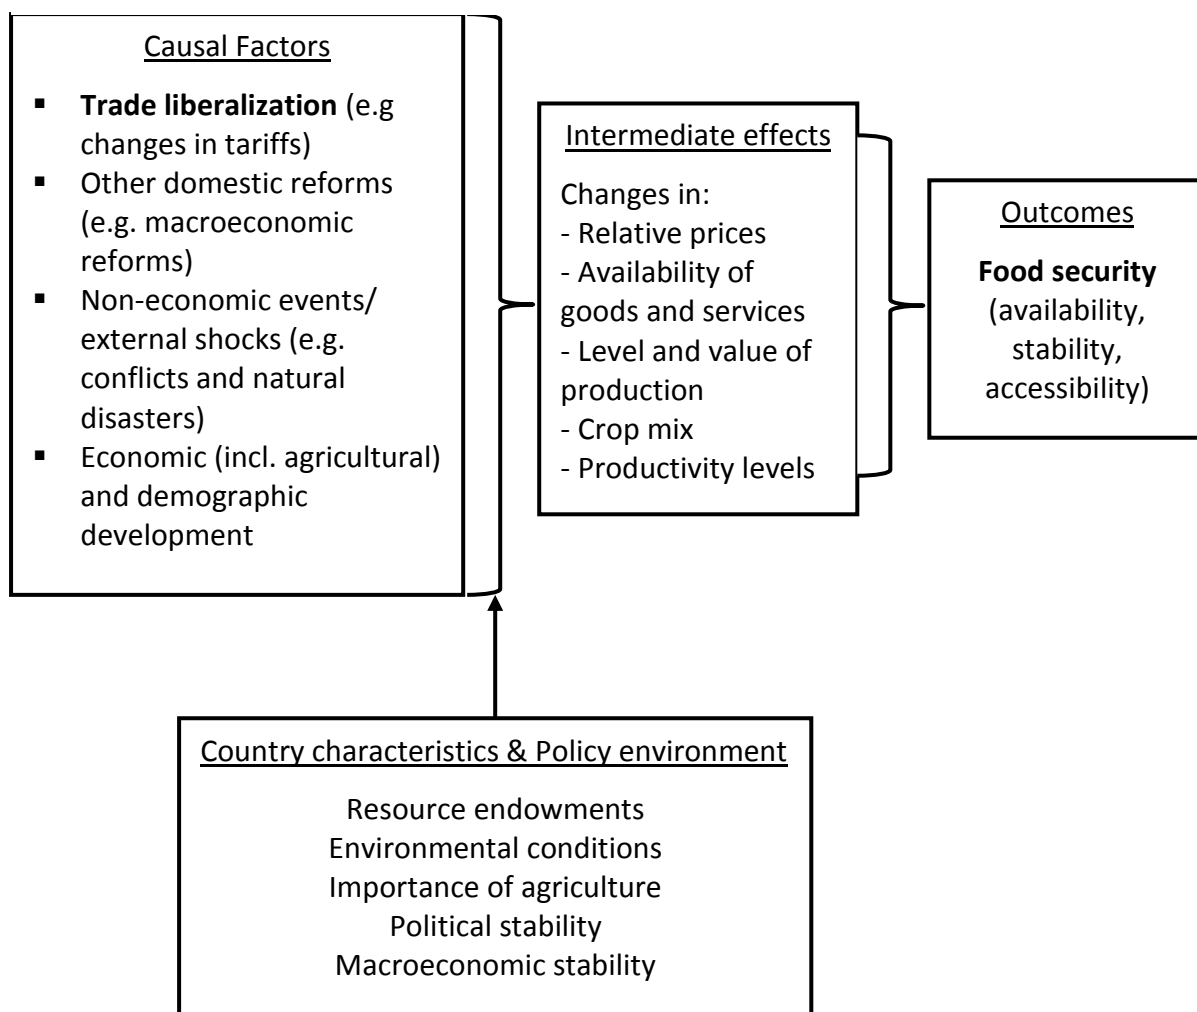 Causal Factors
▪ Trade liberalization (e.g
changes in tariffs)
▪ Other domestic reforms
(e.g. macroeconomic
reforms)
▪ Non-economic events/
external shocks (e.g.
conflicts and natural
disasters)
▪ Economic (incl. agricultural)
and demographic
development
Intermediate effects
Changes in:
- Relative prices
- Availability of
goods and services
- Level and value of
production
- Crop mix
- Productivity levels
Outcomes
Food security
(availability,
stability,
accessibility)
Country characteristics & Policy environment
Resource endowments
Environmental conditions
Importance of agriculture
Political stability
Macroeconomic stability